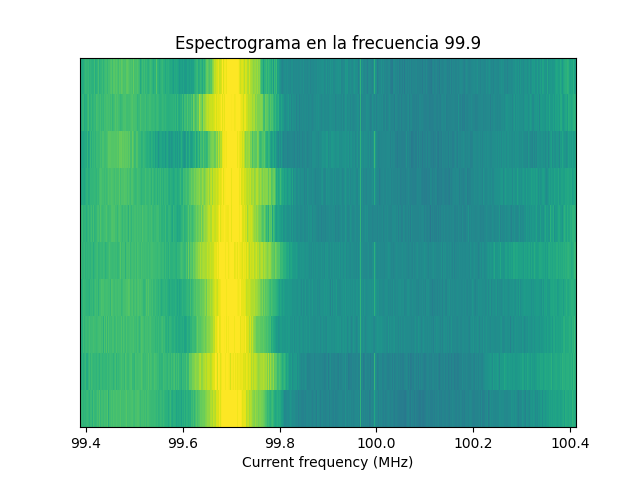 Espectrograma en la frecuencia 99.9
99.4 99.6 99.8 100.0 100.2 100.4
Current frequency (MHz)